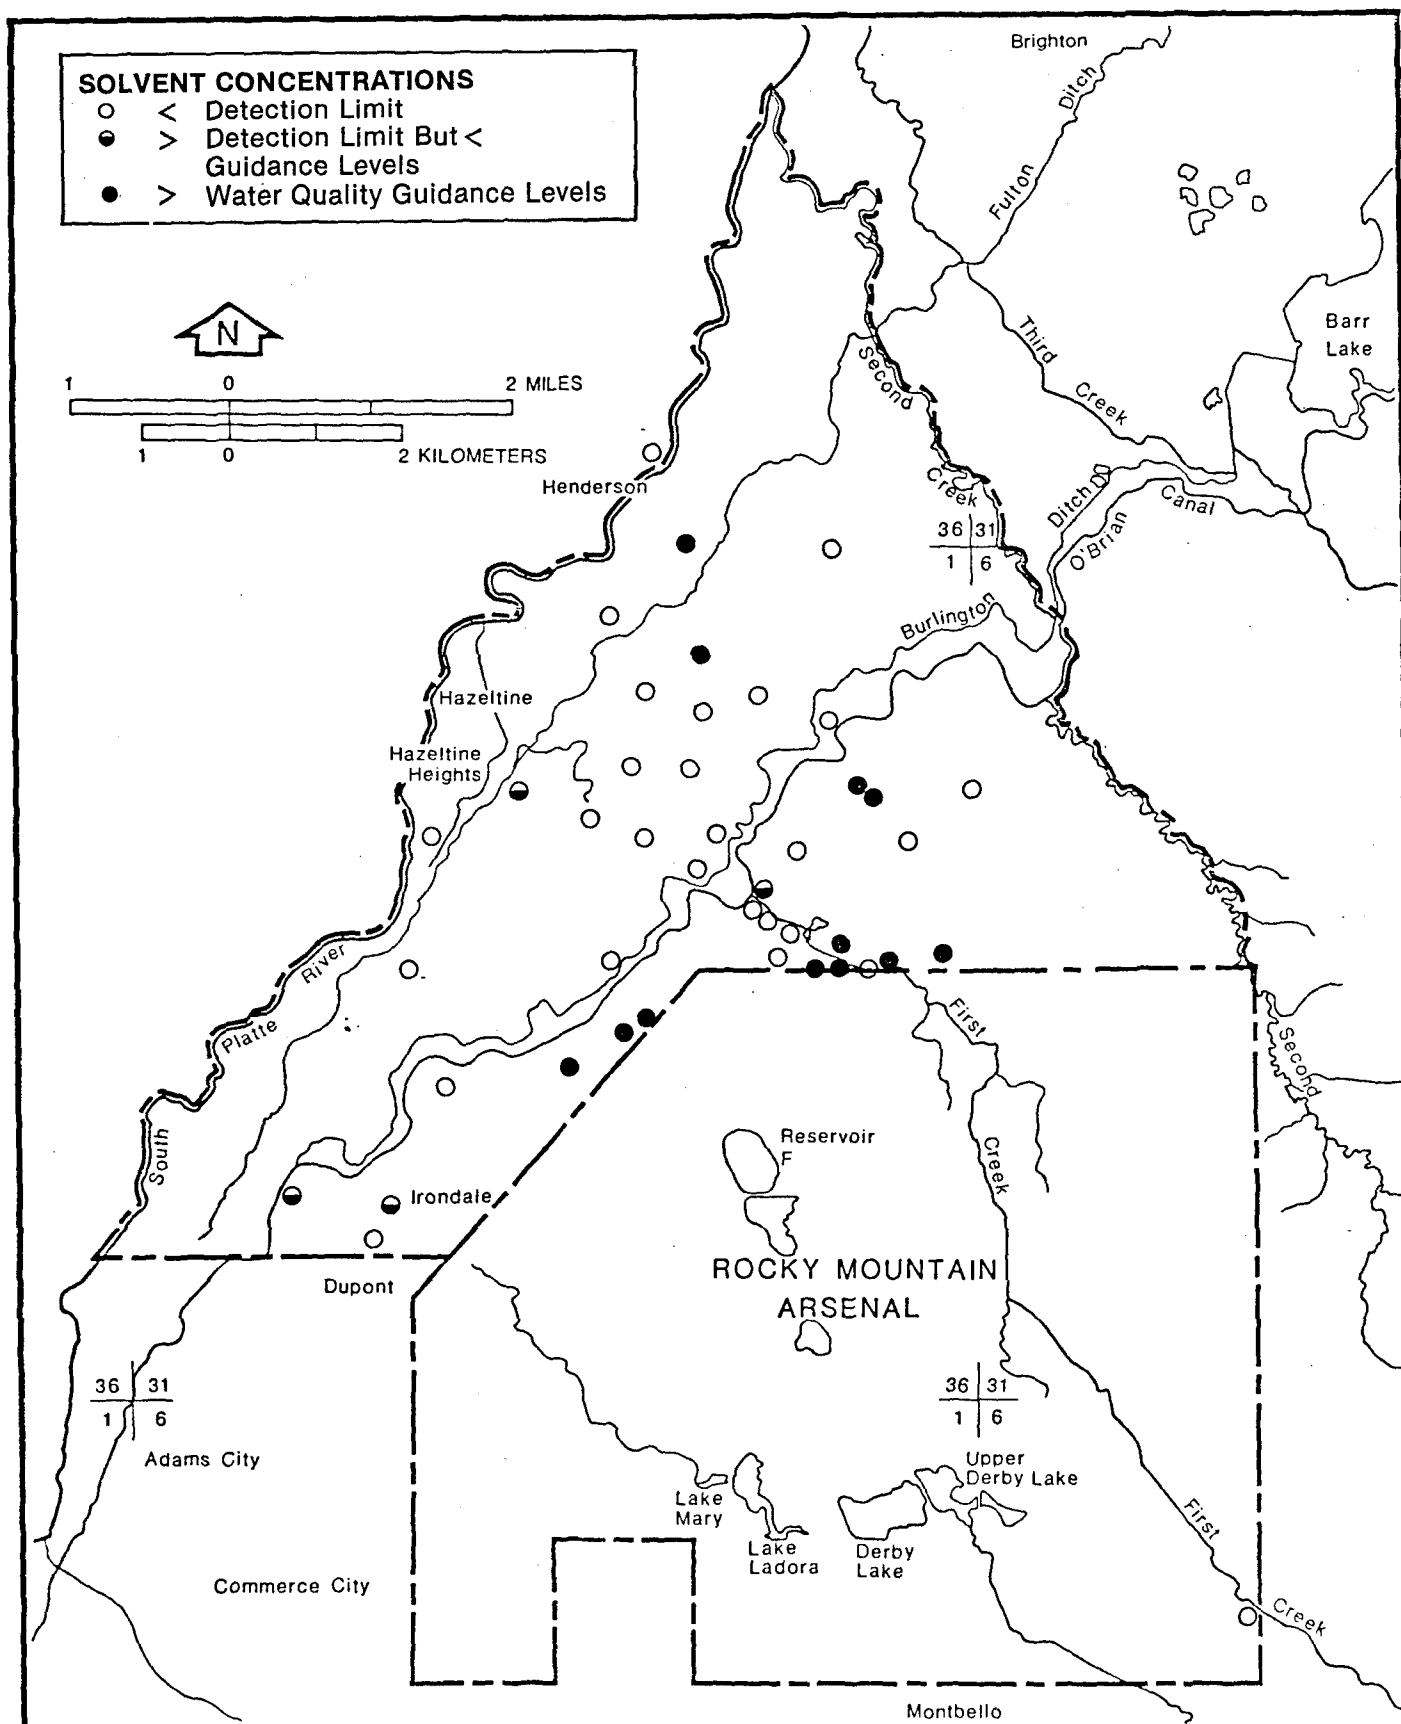 SOLVENT CONCENTRATIONS
< Detection Limit
> Detection Limit But <
Guidance Levels
> Water Quality Guidance Levels
N
1 0 2 MILES
1 0 2 KILOMETERS
Brighton
Fulton Ditch
Barr
Lake
Third Creek
Second Creek
Henderson
36 31
1 6
Ditch
O'Brian Canal
Burlington
Hazeltine
Hazeltine
Heights
South Platte River
First
Creek
Second
Reservoir
F
Irondale
ROCKY MOUNTAIN
ARSENAL
Dupont
36 31
1 6
36 31
1 6
Adams City
Upper
Derby Lake
Lake
Mary
Lake
Ladora
Derby
Lake
First
Creek
Commerce City
Montbello